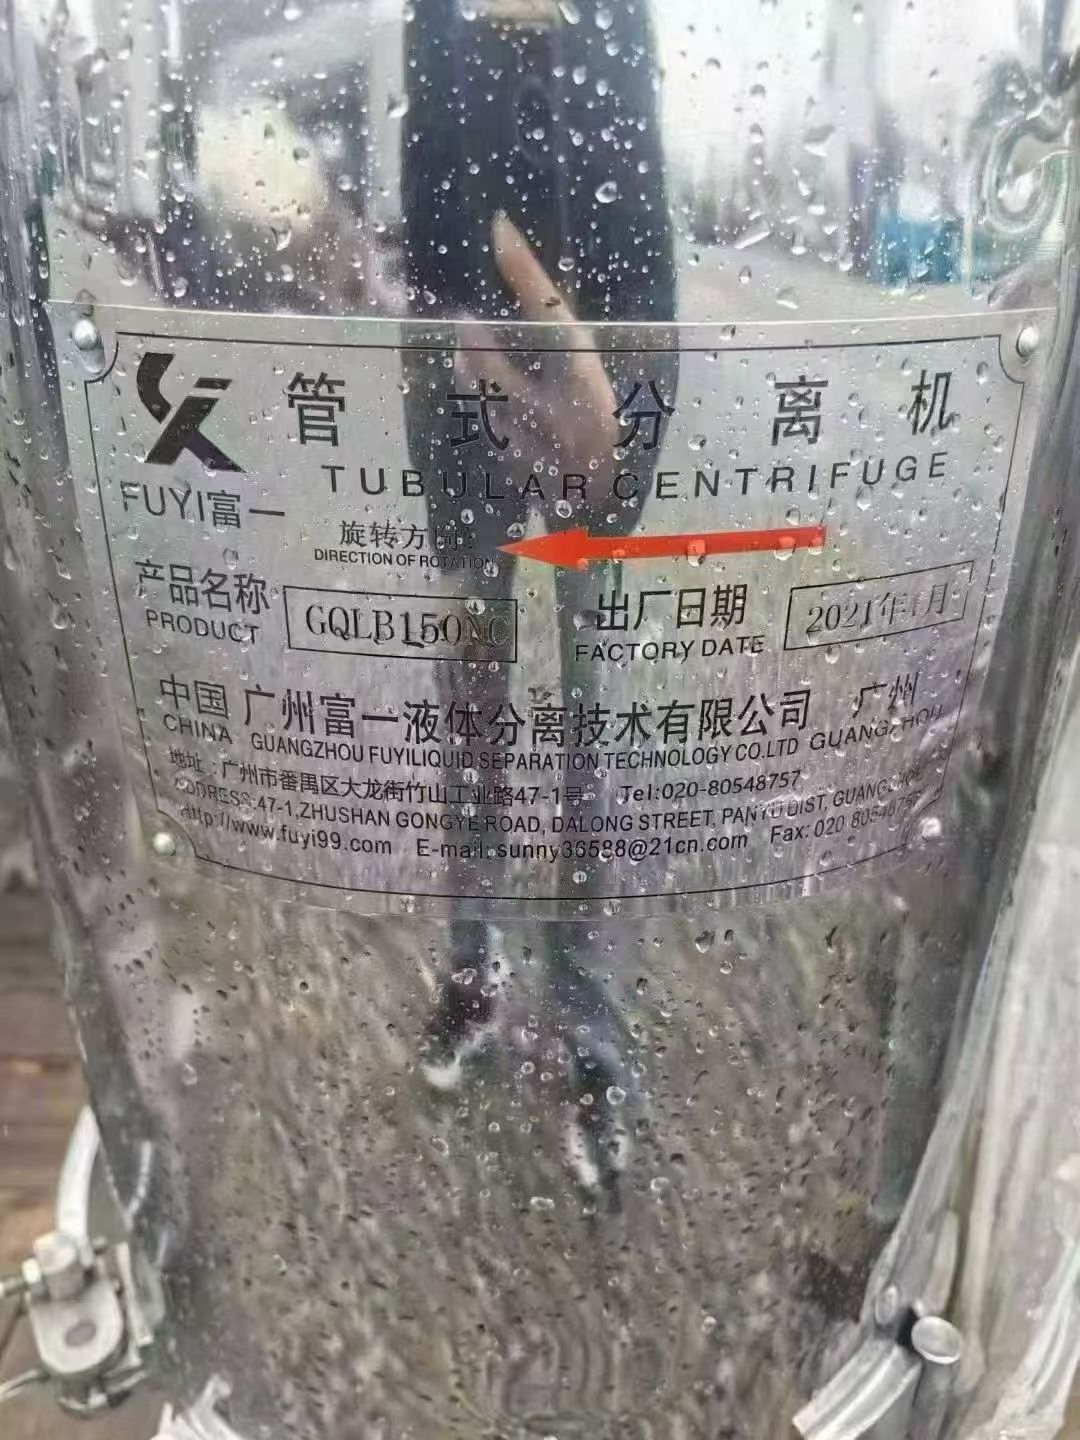 管式分离机
TUBULAR CENTRIFUGE
FUYI富一
旋转方向:
DIRECTION OF ROTATION
产品名称 GQLB150NC 出厂日期 2021年1月
PRODUCT FACTORY DATE
中国 广州富一液体分离技术有限公司 广州
CHINA GUANGZHOU FUYILIQUID SEPARATION TECHNOLOGY CO.LTD GUANGZHOU
地址:广州市番禺区大龙街竹山工业路47-1号 Tel:020-80548757
ADDRESS:47-1,ZHUSHAN GONGYE ROAD, DALONG STREET, PANYU DIST,
http://www.fuyi99.com E-mail:sunny36588@21cn.com Fax: 020